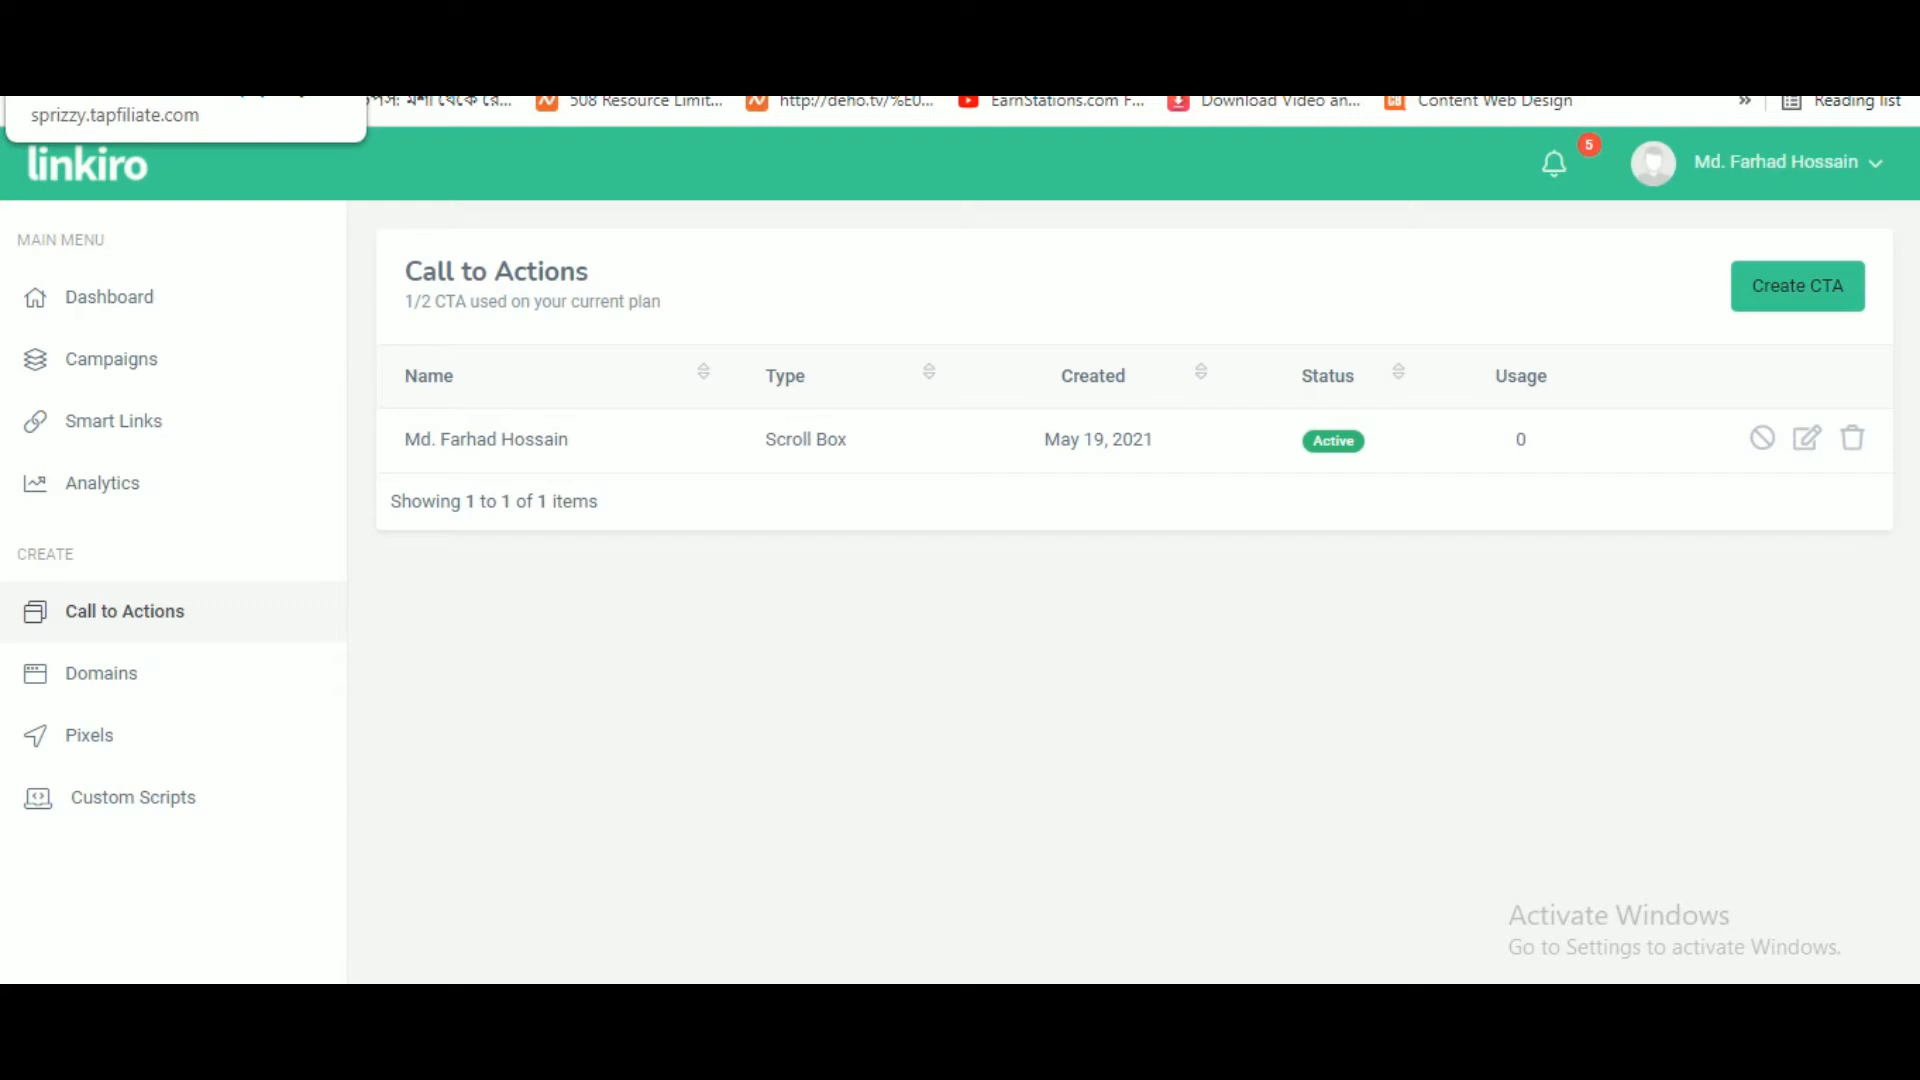 508 Resource Limit...
http://deho.tv/%E0...
EarnStations.com F...
Download Video an...
Content Web Design
»
Reading list
sprizzy.tapfiliate.com
linkiro
5
Md. Farhad Hossain
MAIN MENU
Dashboard
Campaigns
Smart Links
Analytics
CREATE
Call to Actions
Domains
Pixels
Custom Scripts
Call to Actions
1/2 CTA used on your current plan
Create CTA
Name Type Created Status Usage
Md. Farhad Hossain Scroll Box May 19, 2021 Active 0
Showing 1 to 1 of 1 items
Activate Windows
Go to Settings to activate Windows.